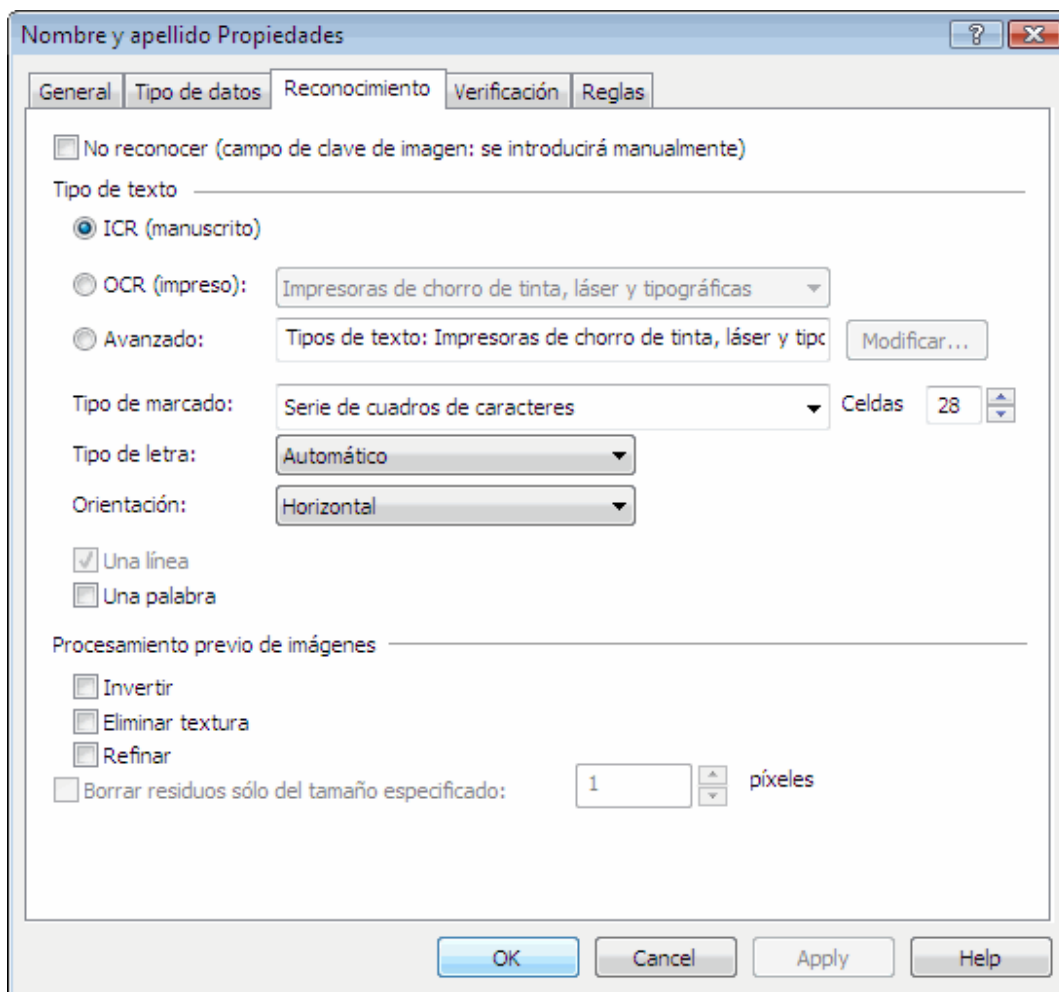 Nombre y apellido Propiedades
General Tipo de datos Reconocimiento Verificación Reglas
No reconocer (campo de clave de imagen: se introducirá manualmente)
Tipo de texto
ICR (manuscrito)
OCR (impreso): Impresoras de chorro de tinta, láser y tipográficas
Avanzado: Tipos de texto: Impresoras de chorro de tinta, láser y tipo Modificar...
Tipo de marcado: Serie de cuadros de caracteres Celdas 28
Tipo de letra: Automático
Orientación: Horizontal
Una línea
Una palabra
Procesamiento previo de imágenes
Invertir
Eliminar textura
Refinar
Borrar residuos sólo del tamaño especificado: 1 píxeles
OK Cancel Apply Help